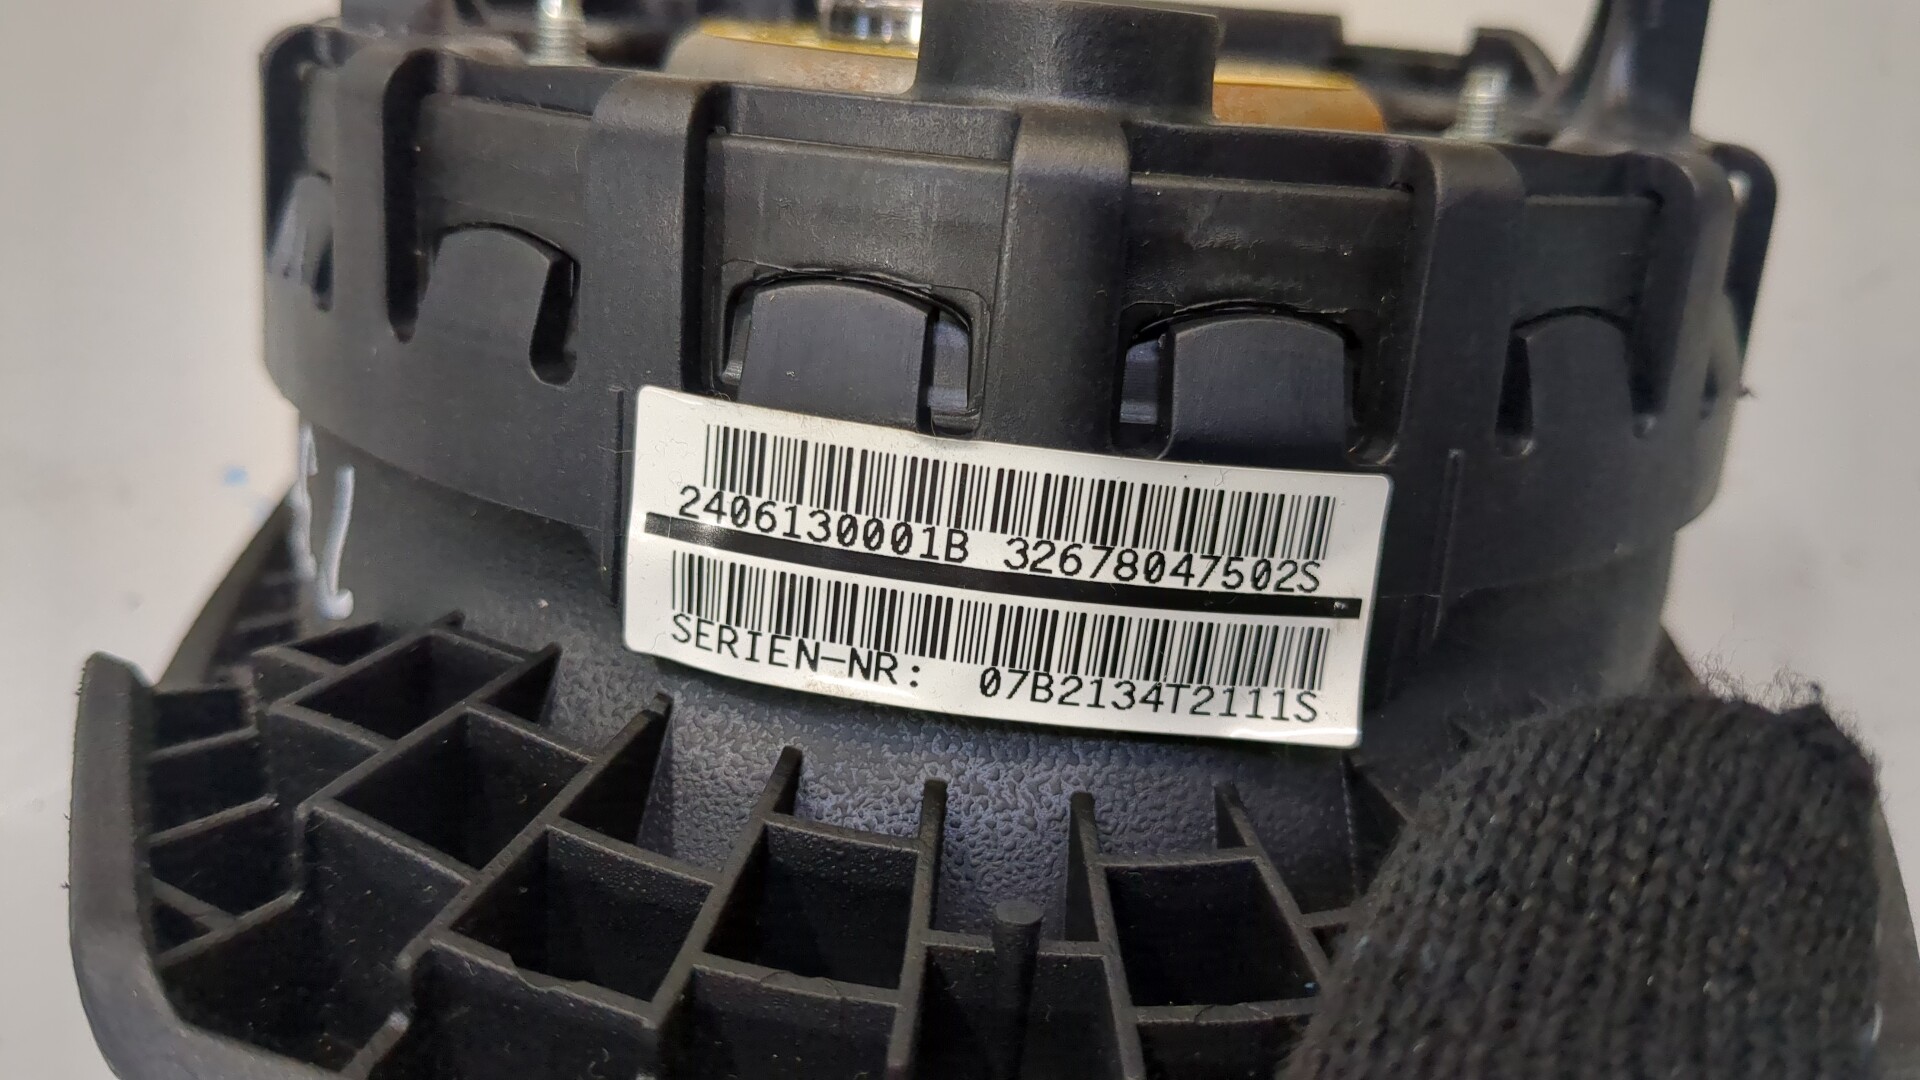 2406130001B 32678047502S
SERIEN-NR: 07B2134T2111S